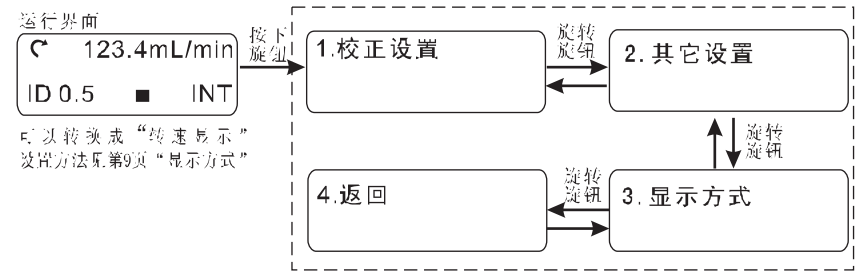 运行界面
123.4mL/min
ID 0.5 ■ INT
可以转换成“转速显示”
设置方法见第9页“显示方式”
按下
旋钮
1.校正设置
旋转
旋钮
2.其它设置
旋转
旋钮
4.返回
旋转
旋钮
3.显示方式